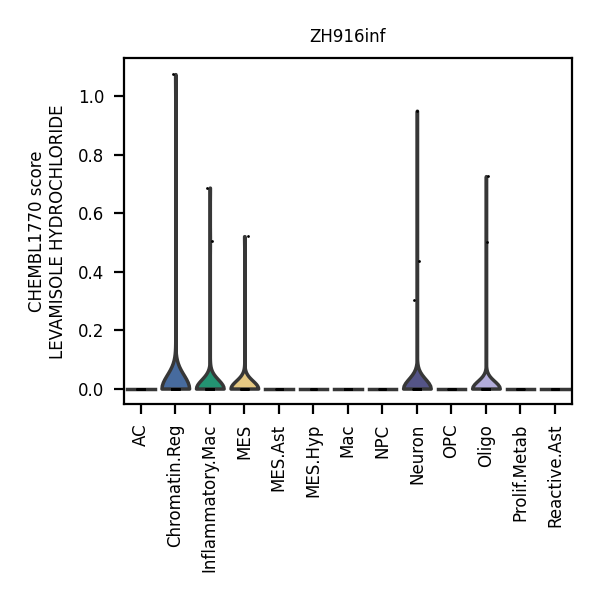 ZH916inf
CHEMBL1770 score
LEVAMISOLE HYDROCHLORIDE
1.0
0.8
0.6
0.4
0.2
0.0
AC
Chromatin.Reg
Inflammatory.Mac
MES
MES.Ast
MES.Hyp
Mac
NPC
Neuron
OPC
Oligo
Prolif.Metab
Reactive.Ast